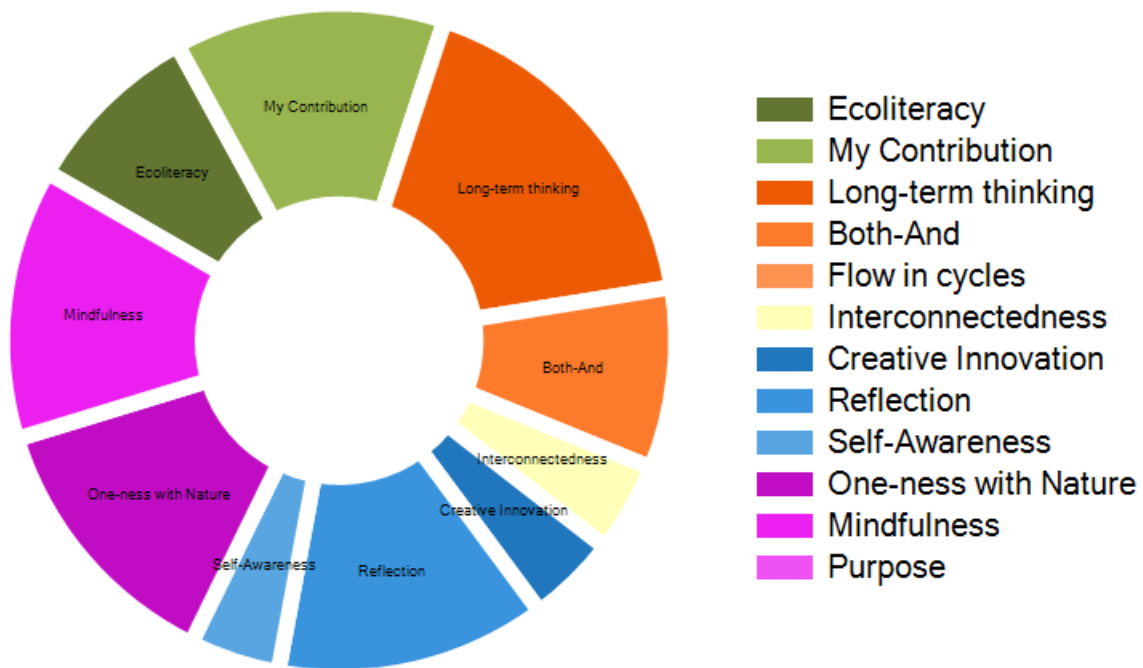 My Contribution
Ecoliteracy
Long-term thinking
Mindfulness
Both-And
Interconnectedness
One-ness with Nature
Creative Innovation
Self-Awareness
Reflection
Ecoliteracy
My Contribution
Long-term thinking
Both-And
Flow in cycles
Interconnectedness
Creative Innovation
Reflection
Self-Awareness
One-ness with Nature
Mindfulness
Purpose